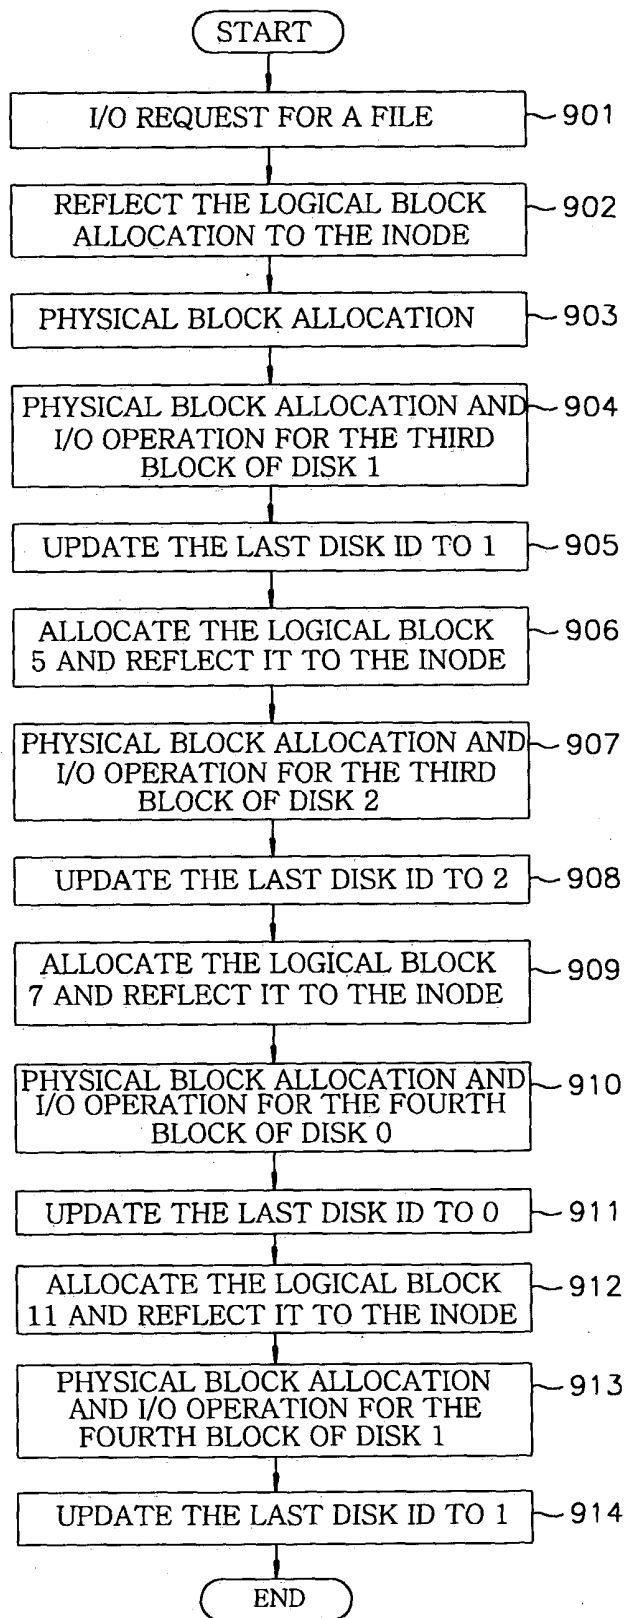 START
I/O REQUEST FOR A FILE
901
REFLECT THE LOGICAL BLOCK
ALLOCATION TO THE INODE
902
PHYSICAL BLOCK ALLOCATION
903
PHYSICAL BLOCK ALLOCATION AND
I/O OPERATION FOR THE THIRD
BLOCK OF DISK 1
904
UPDATE THE LAST DISK ID TO 1
905
ALLOCATE THE LOGICAL BLOCK
5 AND REFLECT IT TO THE INODE
906
PHYSICAL BLOCK ALLOCATION AND
I/O OPERATION FOR THE THIRD
BLOCK OF DISK 2
907
UPDATE THE LAST DISK ID TO 2
908
ALLOCATE THE LOGICAL BLOCK
7 AND REFLECT IT TO THE INODE
909
PHYSICAL BLOCK ALLOCATION AND
I/O OPERATION FOR THE FOURTH
BLOCK OF DISK 0
910
UPDATE THE LAST DISK ID TO 0
911
ALLOCATE THE LOGICAL BLOCK
11 AND REFLECT IT TO THE INODE
912
PHYSICAL BLOCK ALLOCATION
AND I/O OPERATION FOR THE
FOURTH BLOCK OF DISK 1
913
UPDATE THE LAST DISK ID TO 1
914
END